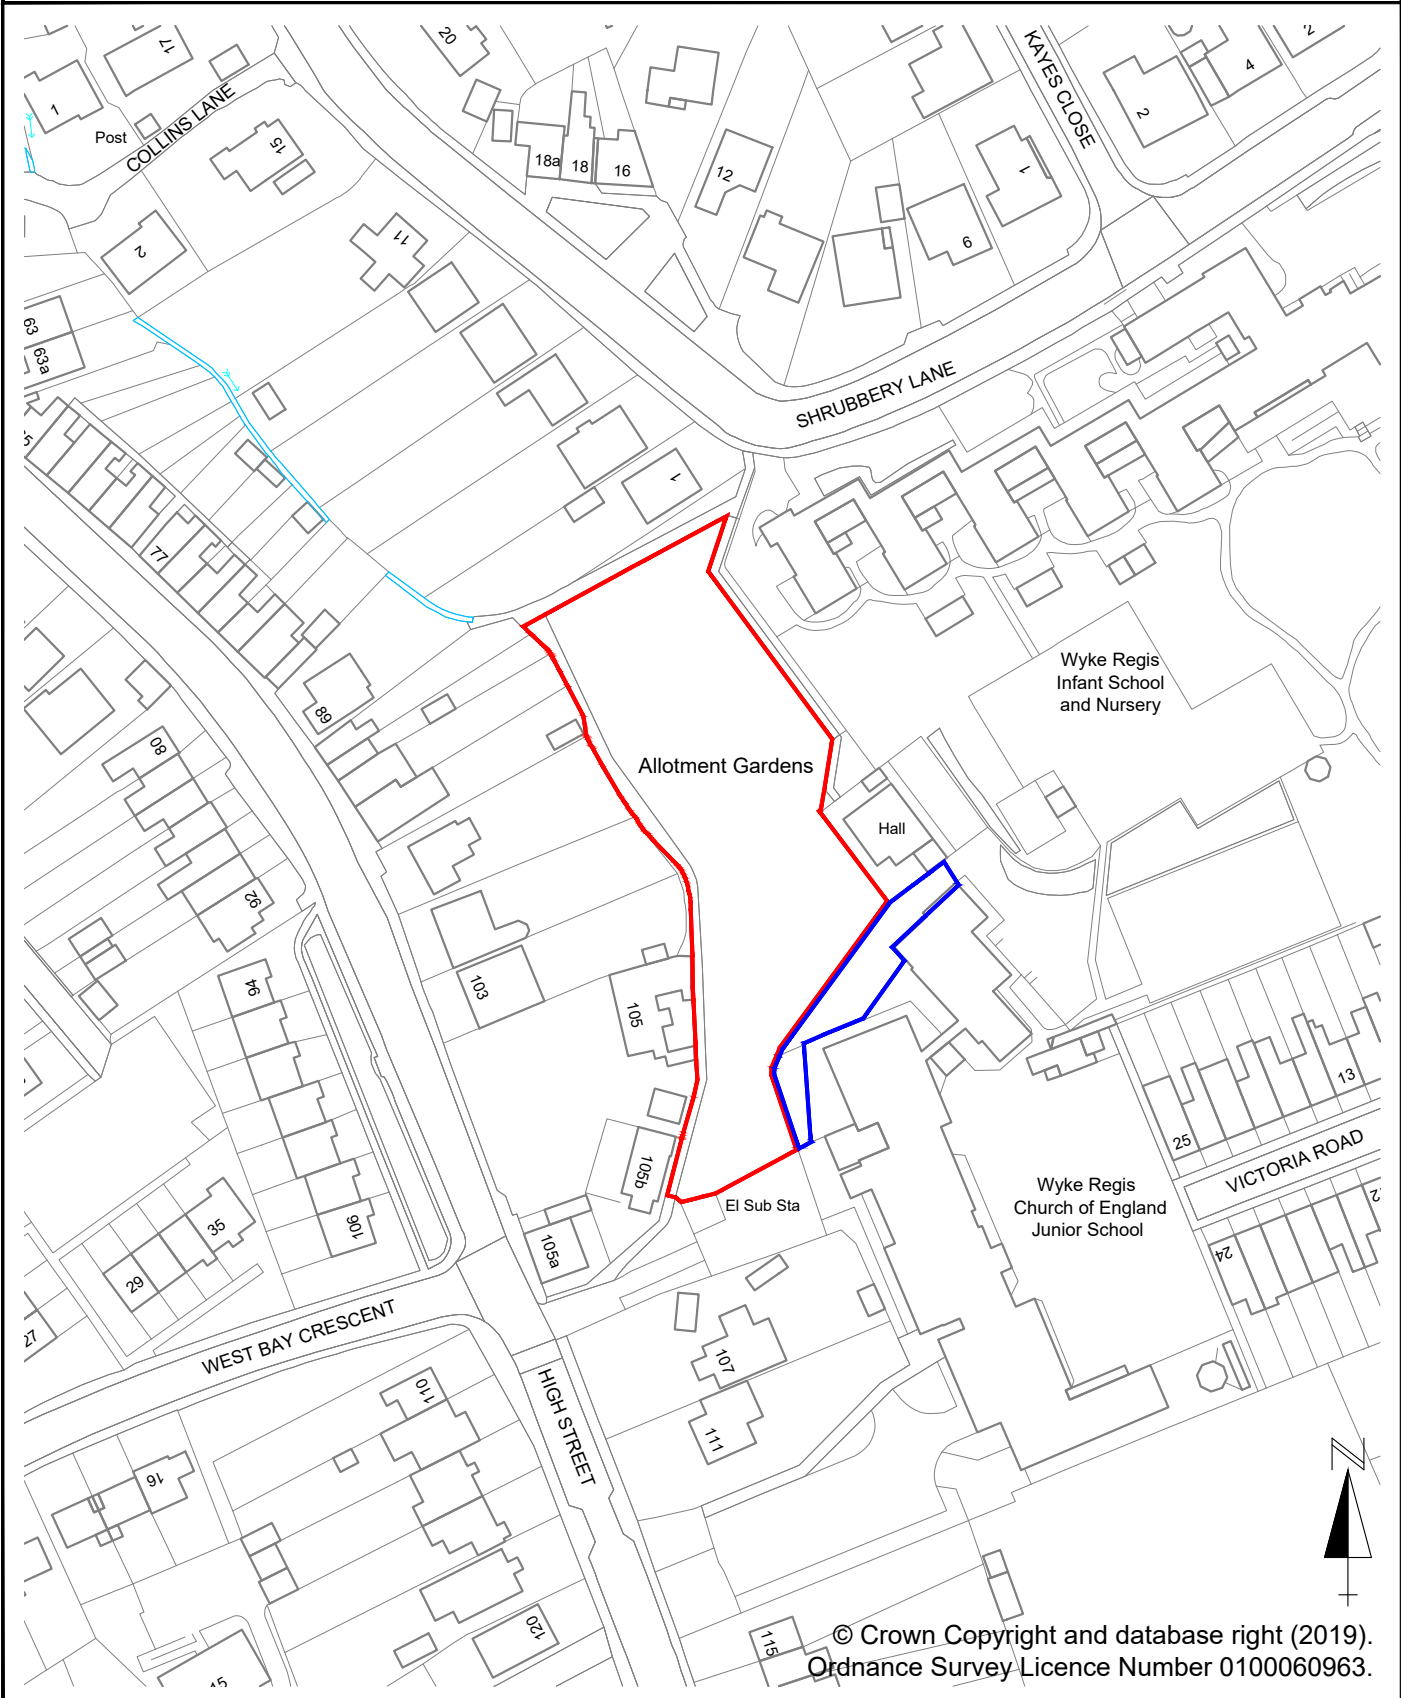 17
20
1
Post
COLLINS LANE
15
18a
18
16
12
KAYES CLOSE
2
4
2
1
6
2
11
63
63a
SHRUBBERY LANE
1
77
89
80
92
Wyke Regis
Infant School
and Nursery
Allotment Gardens
Hall
94
103
105
105b
105a
106
35
29
27
El Sub Sta
Wyke Regis
Church of England
Junior School
25
13
VICTORIA ROAD
24
WEST BAY CRESCENT
HIGH STREET
107
111
110
16
120
115
N
© Crown Copyright and database right (2019).
Ordnance Survey Licence Number 0100060963.